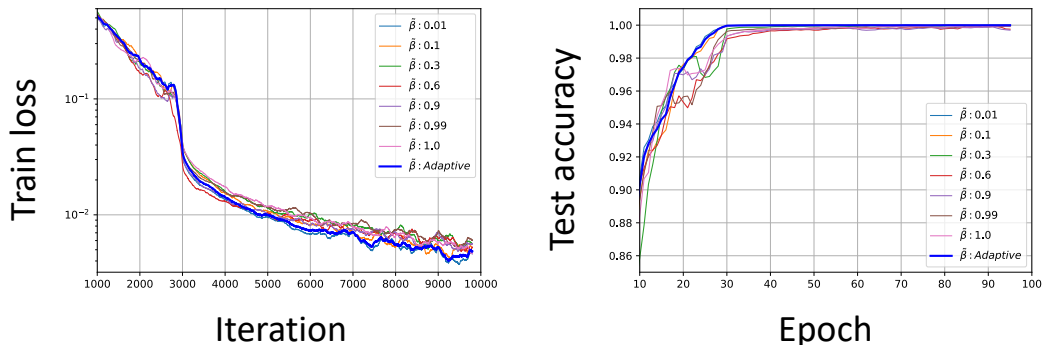 Train loss
10⁻¹
10⁻²
β̃ : 0.01
β̃ : 0.1
β̃ : 0.3
β̃ : 0.6
β̃ : 0.9
β̃ : 0.99
β̃ : 1.0
β̃ : Adaptive
1000 2000 3000 4000 5000 6000 7000 8000 9000 10000
Iteration
Test accuracy
1.00
0.98
0.96
0.94
0.92
0.90
0.88
0.86
β̃ : 0.01
β̃ : 0.1
β̃ : 0.3
β̃ : 0.6
β̃ : 0.9
β̃ : 0.99
β̃ : 1.0
β̃ : Adaptive
10 20 30 40 50 60 70 80 90 100
Epoch